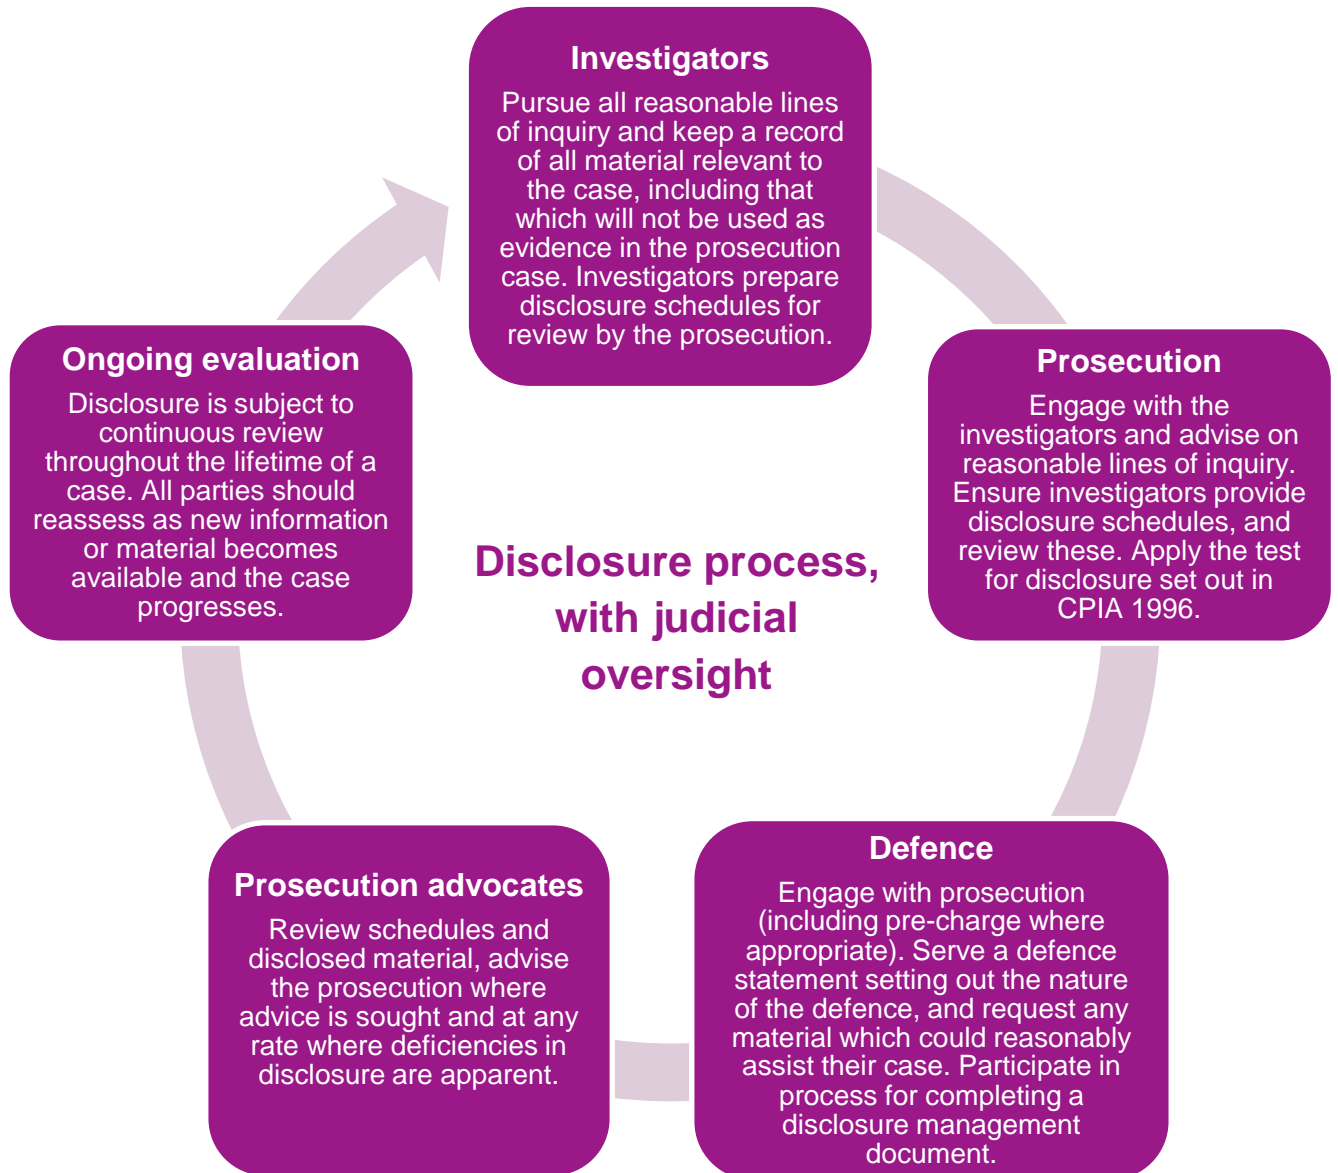 Investigators
Pursue all reasonable lines
of inquiry and keep a record
of all material relevant to
the case, including that
which will not be used as
evidence in the prosecution
case. Investigators prepare
disclosure schedules for
review by the prosecution.
Prosecution
Engage with the
investigators and advise on
reasonable lines of inquiry.
Ensure investigators provide
disclosure schedules, and
review these. Apply the test
for disclosure set out in
CPIA 1996.
Defence
Engage with prosecution
(including pre-charge where
appropriate). Serve a defence
statement setting out the nature
of the defence, and request any
material which could reasonably
assist their case. Participate in
process for completing a
disclosure management
document.
Prosecution advocates
Review schedules and
disclosed material, advise
the prosecution where
advice is sought and at any
rate where deficiencies in
disclosure are apparent.
Ongoing evaluation
Disclosure is subject to
continuous review
throughout the lifetime of a
case. All parties should
reassess as new information
or material becomes
available and the case
progresses.
Disclosure process,
with judicial
oversight